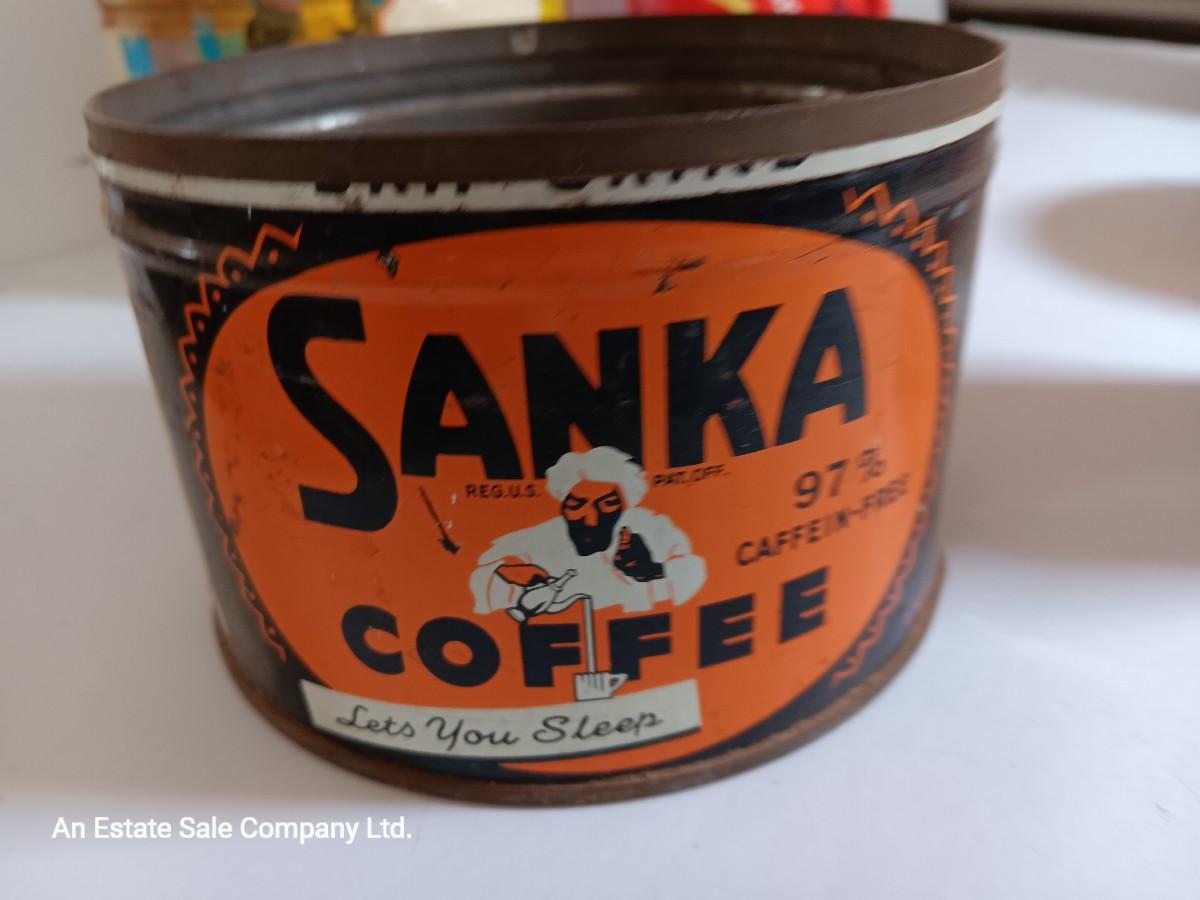 SANKA
REG. U.S. PAT. OFF.
97%
CAFFEIN-FREE
COFFEE
Lets You Sleep
An Estate Sale Company Ltd.